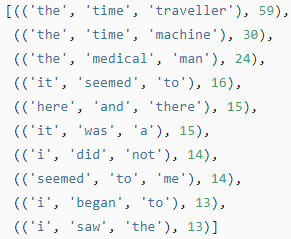 [(('the', 'time', 'traveller'), 59),
(('the', 'time', 'machine'), 30),
(('the', 'medical', 'man'), 24),
(('it', 'seemed', 'to'), 16),
(('here', 'and', 'there'), 15),
(('it', 'was', 'a'), 15),
(('i', 'did', 'not'), 14),
(('seemed', 'to', 'me'), 14),
(('i', 'began', 'to'), 13),
(('i', 'saw', 'the'), 13)]